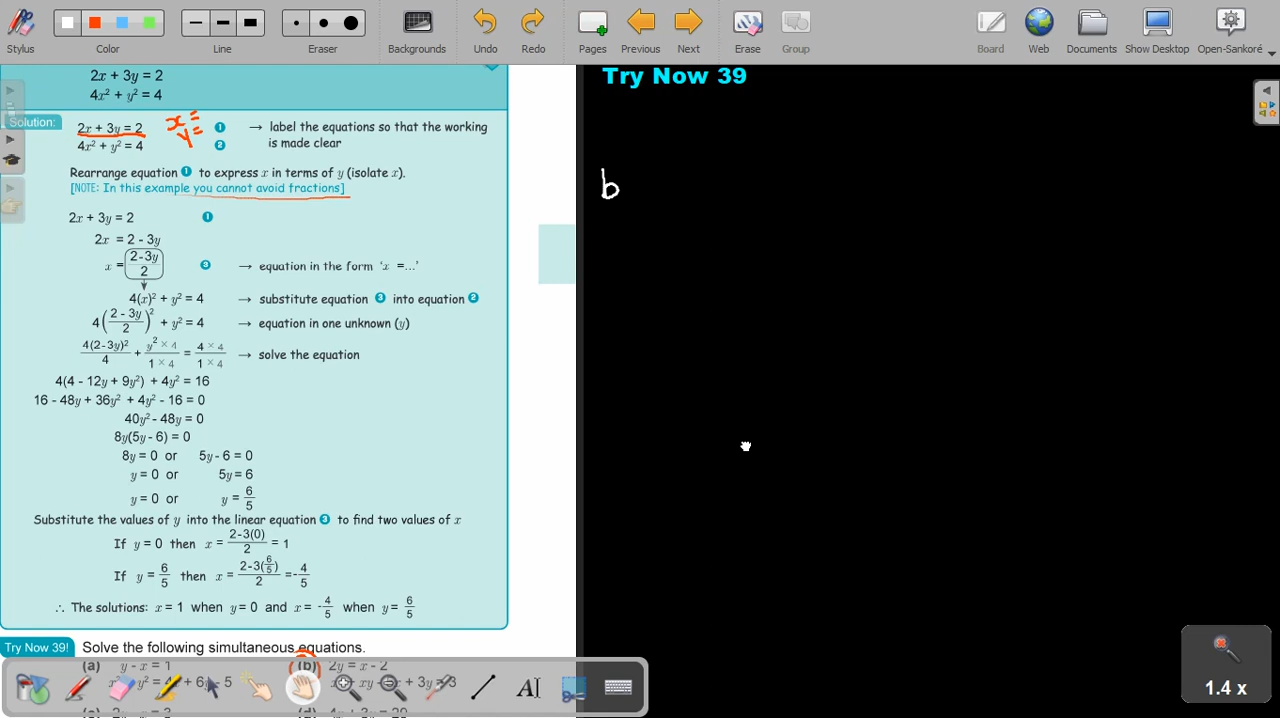 Stylus Color Line Eraser Backgrounds Undo Redo Pages Previous Next Erase Group Board Web Documents Show Desktop Open-Sankoré
2x + 3y = 2
4x² + y² = 4
Solution:
2x + 3y = 2 x = 1 → label the equations so that the working
4x² + y² = 4 y = 2 is made clear
Rearrange equation 1 to express x in terms of y (isolate x).
[NOTE: In this example you cannot avoid fractions]
2x + 3y = 2 1
2x = 2 - 3y
x = (2-3y)/2 3 → equation in the form 'x =...'
4(x)² + y² = 4 → substitute equation 3 into equation 2
4((2 - 3y)/2)² + y² = 4 → equation in one unknown (y)
4(2-3y)²/4 + (y² × 4)/(1 × 4) = (4 × 4)/(1 × 4) → solve the equation
4(4 - 12y + 9y²) + 4y² = 16
16 - 48y + 36y² + 4y² - 16 = 0
40y² - 48y = 0
8y(5y - 6) = 0
8y = 0 or 5y - 6 = 0
y = 0 or 5y = 6
y = 0 or y = 6/5
Substitute the values of y into the linear equation 3 to find two values of x
If y = 0 then x = (2-3(0))/2 = 1
If y = 6/5 then x = (2-3(6/5))/2 = -4/5
∴ The solutions: x = 1 when y = 0 and x = -4/5 when y = 6/5
Try Now 39! Solve the following simultaneous equations.
(a) y - x = 1 (b) 2y = x - 2
Try Now 39
b
1.4 x